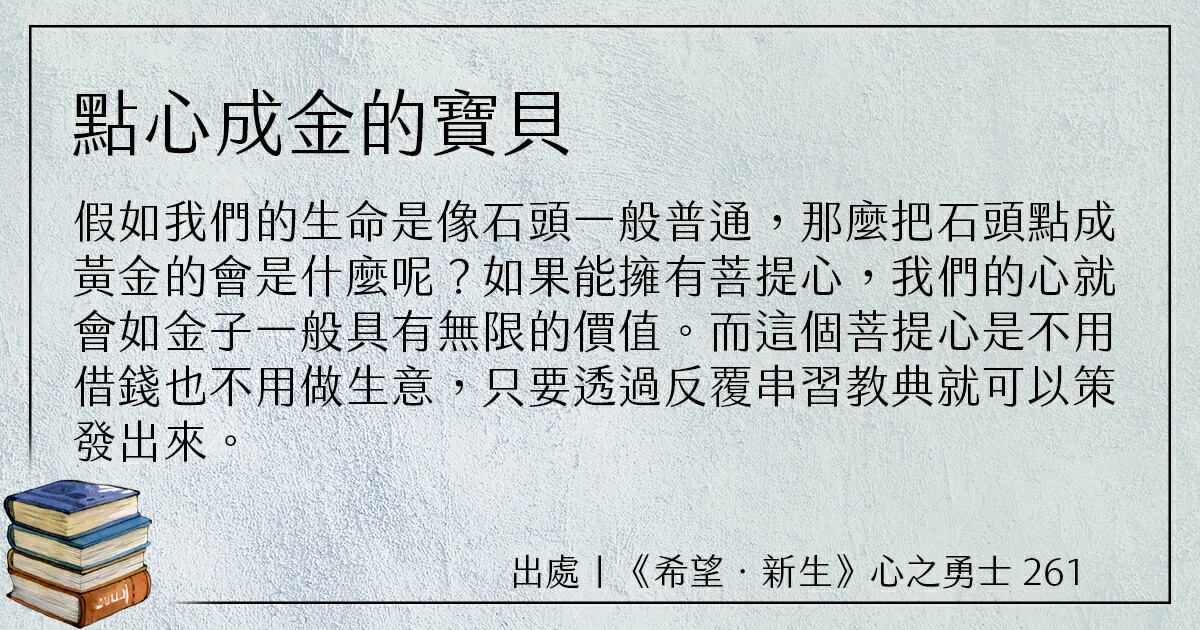 點心成金的寶貝
假如我們的生命是像石頭一般普通，那麼把石頭點成
黃金的會是什麼呢？如果能擁有菩提心，我們的心就
會如金子一般具有無限的價值。而這個菩提心是不用
借錢也不用做生意，只要透過反覆串習教典就可以策
發出來。
出處丨《希望．新生》心之勇士 261